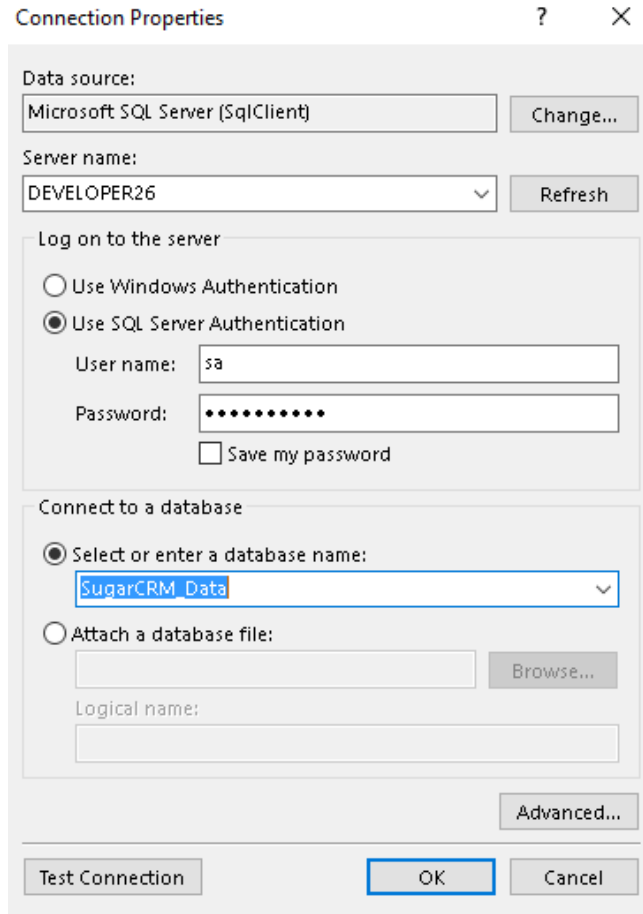 Connection Properties ? ×
Data source:
Microsoft SQL Server (SqlClient) Change...
Server name:
DEVELOPER26 Refresh
Log on to the server
Use Windows Authentication
Use SQL Server Authentication
User name: sa
Password: ••••••••••
Save my password
Connect to a database
Select or enter a database name:
SugarCRM_Data
Attach a database file:
Browse...
Logical name:
Advanced...
Test Connection OK Cancel